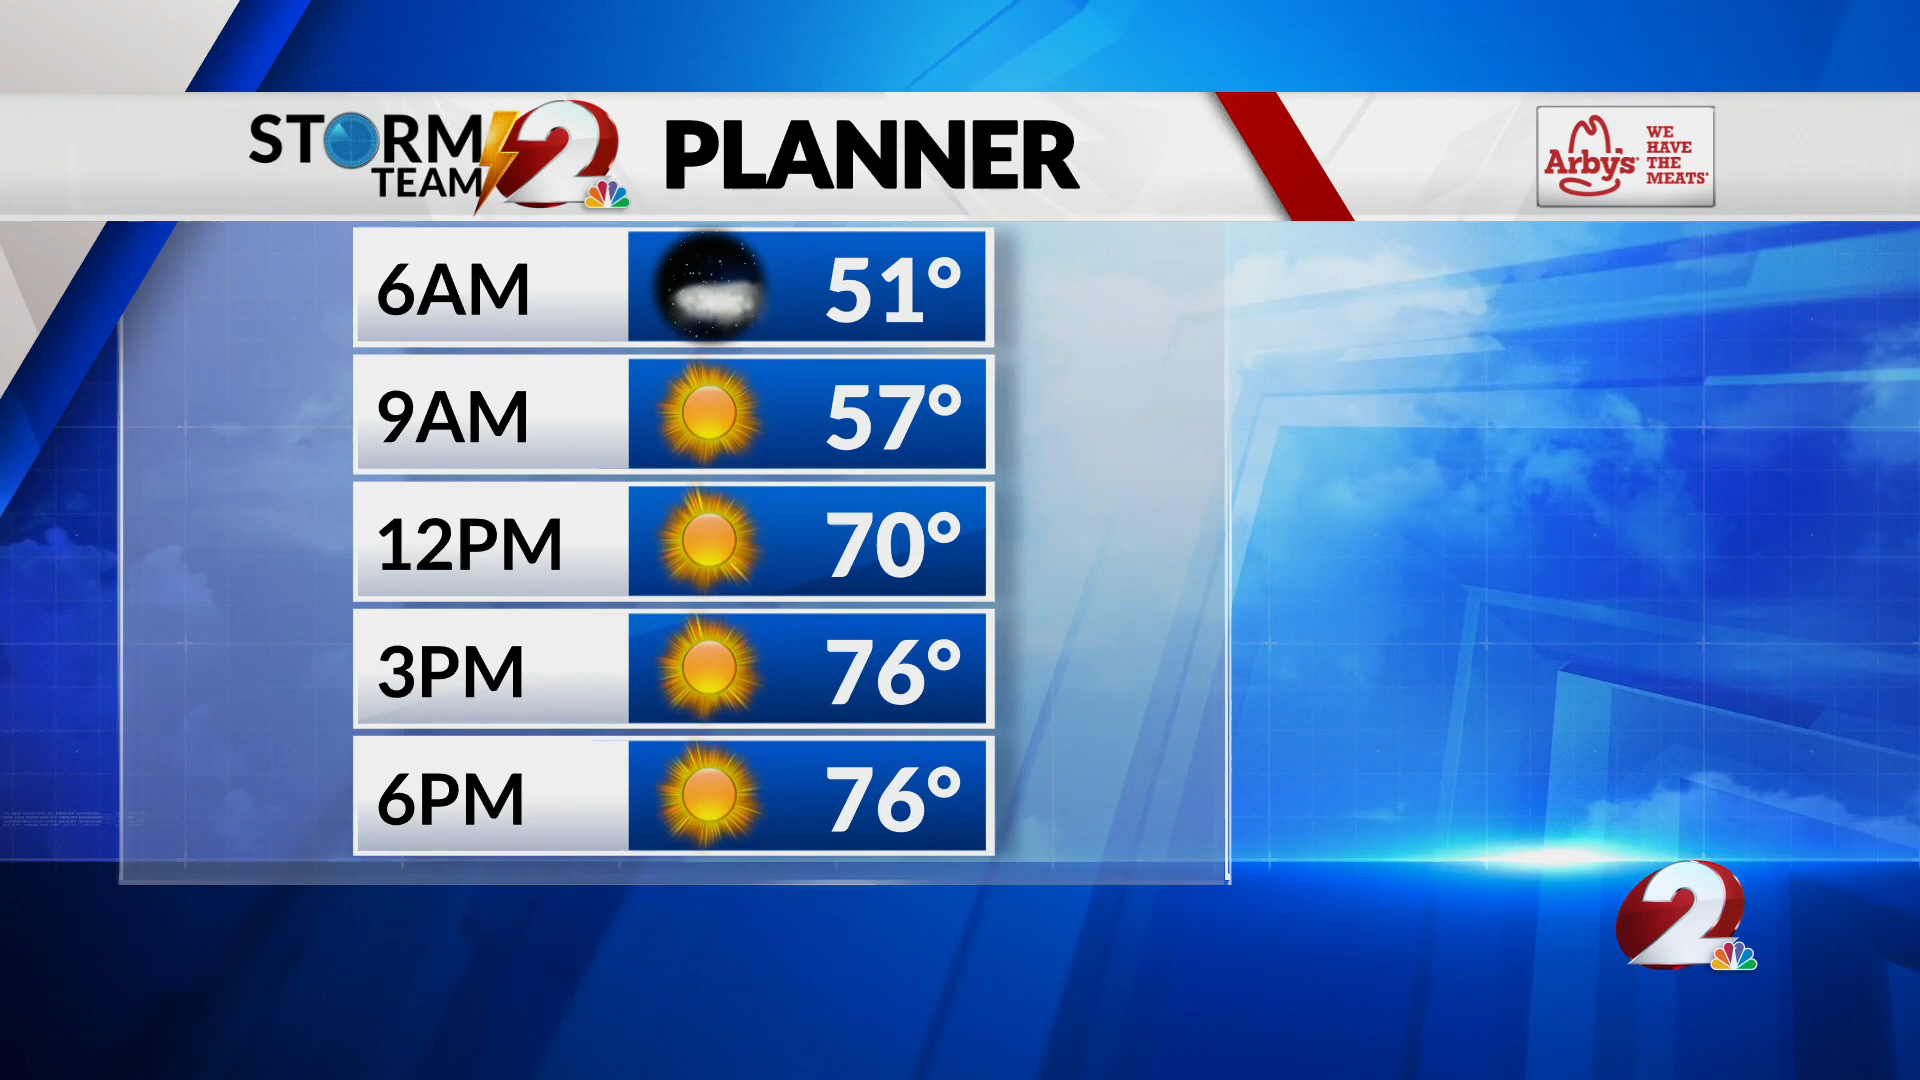 STORM TEAM 2 PLANNER
Arby's
WE HAVE THE MEATS
6AM 51°
9AM 57°
12PM 70°
3PM 76°
6PM 76°
2